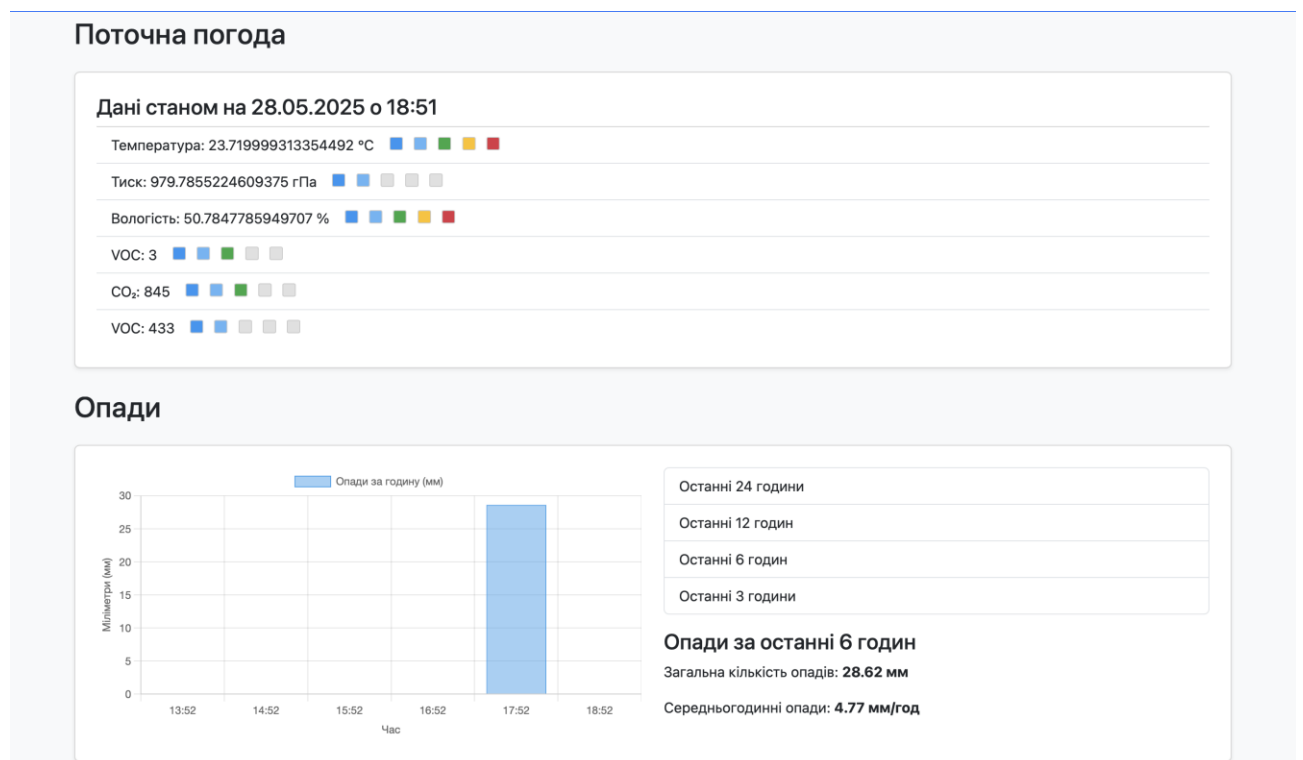 Поточна погода
Дані станом на 28.05.2025 о 18:51
Температура: 23.719999313354492 °C
Тиск: 979.7855224609375 гПа
Вологість: 50.7847785949707 %
VOC: 3
CO₂: 845
VOC: 433
Опади
Опади за годину (мм)
30
25
20
15
10
5
0
Міліметри (мм)
13:52 14:52 15:52 16:52 17:52 18:52
Час
Останні 24 години
Останні 12 годин
Останні 6 годин
Останні 3 години
Опади за останні 6 годин
Загальна кількість опадів: 28.62 мм
Середньогодинні опади: 4.77 мм/год